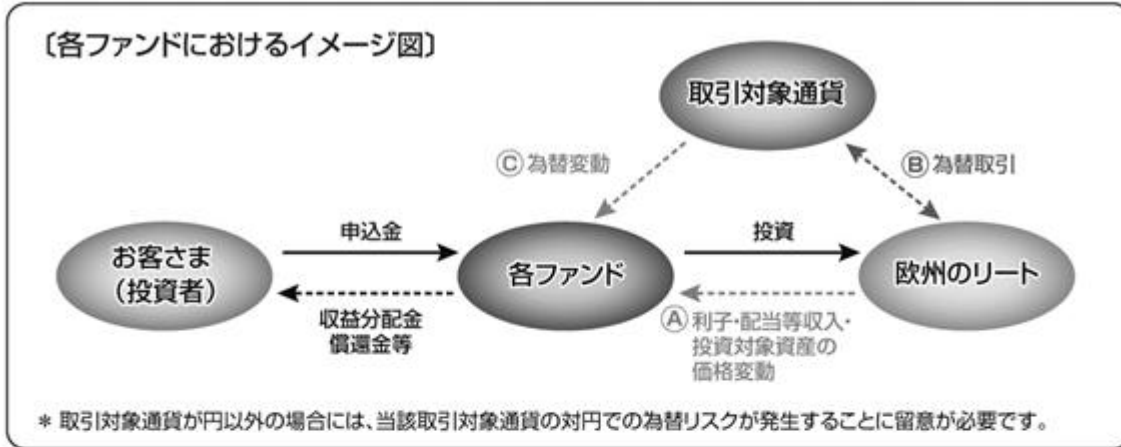 〔各ファンドにおけるイメージ図〕
取引対象通貨
Ⓒ為替変動
Ⓑ為替取引
お客さま
（投資者）
申込金
各ファンド
投資
欧州のリート
収益分配金
償還金等
Ⓐ利子・配当等収入・
投資対象資産の
価格変動
＊ 取引対象通貨が円以外の場合には、当該取引対象通貨の対円での為替リスクが発生することに留意が必要です。